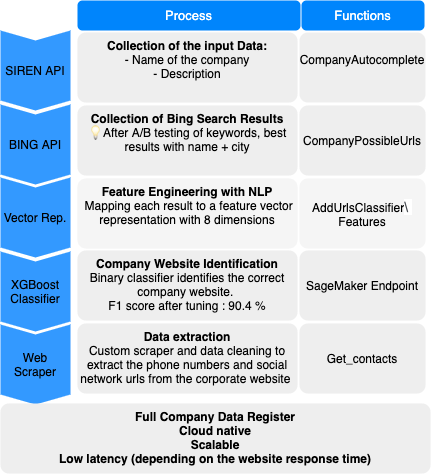 Process
Functions
SIREN API
Collection of the input Data:
- Name of the company
- Description
CompanyAutocomplete
BING API
Collection of Bing Search Results
💡 After A/B testing of keywords, best
results with name + city
CompanyPossibleUrls
Vector Rep.
Feature Engineering with NLP
Mapping each result to a feature vector
representation with 8 dimensions
AddUrlsClassifier\
Features
XGBoost
Classifier
Company Website Identification
Binary classifier identifies the correct
company website.
F1 score after tuning : 90.4 %
SageMaker Endpoint
Web
Scraper
Data extraction
Custom scraper and data cleaning to
extract the phone numbers and social
network urls from the corporate website
Get_contacts
Full Company Data Register
Cloud native
Scalable
Low latency (depending on the website response time)